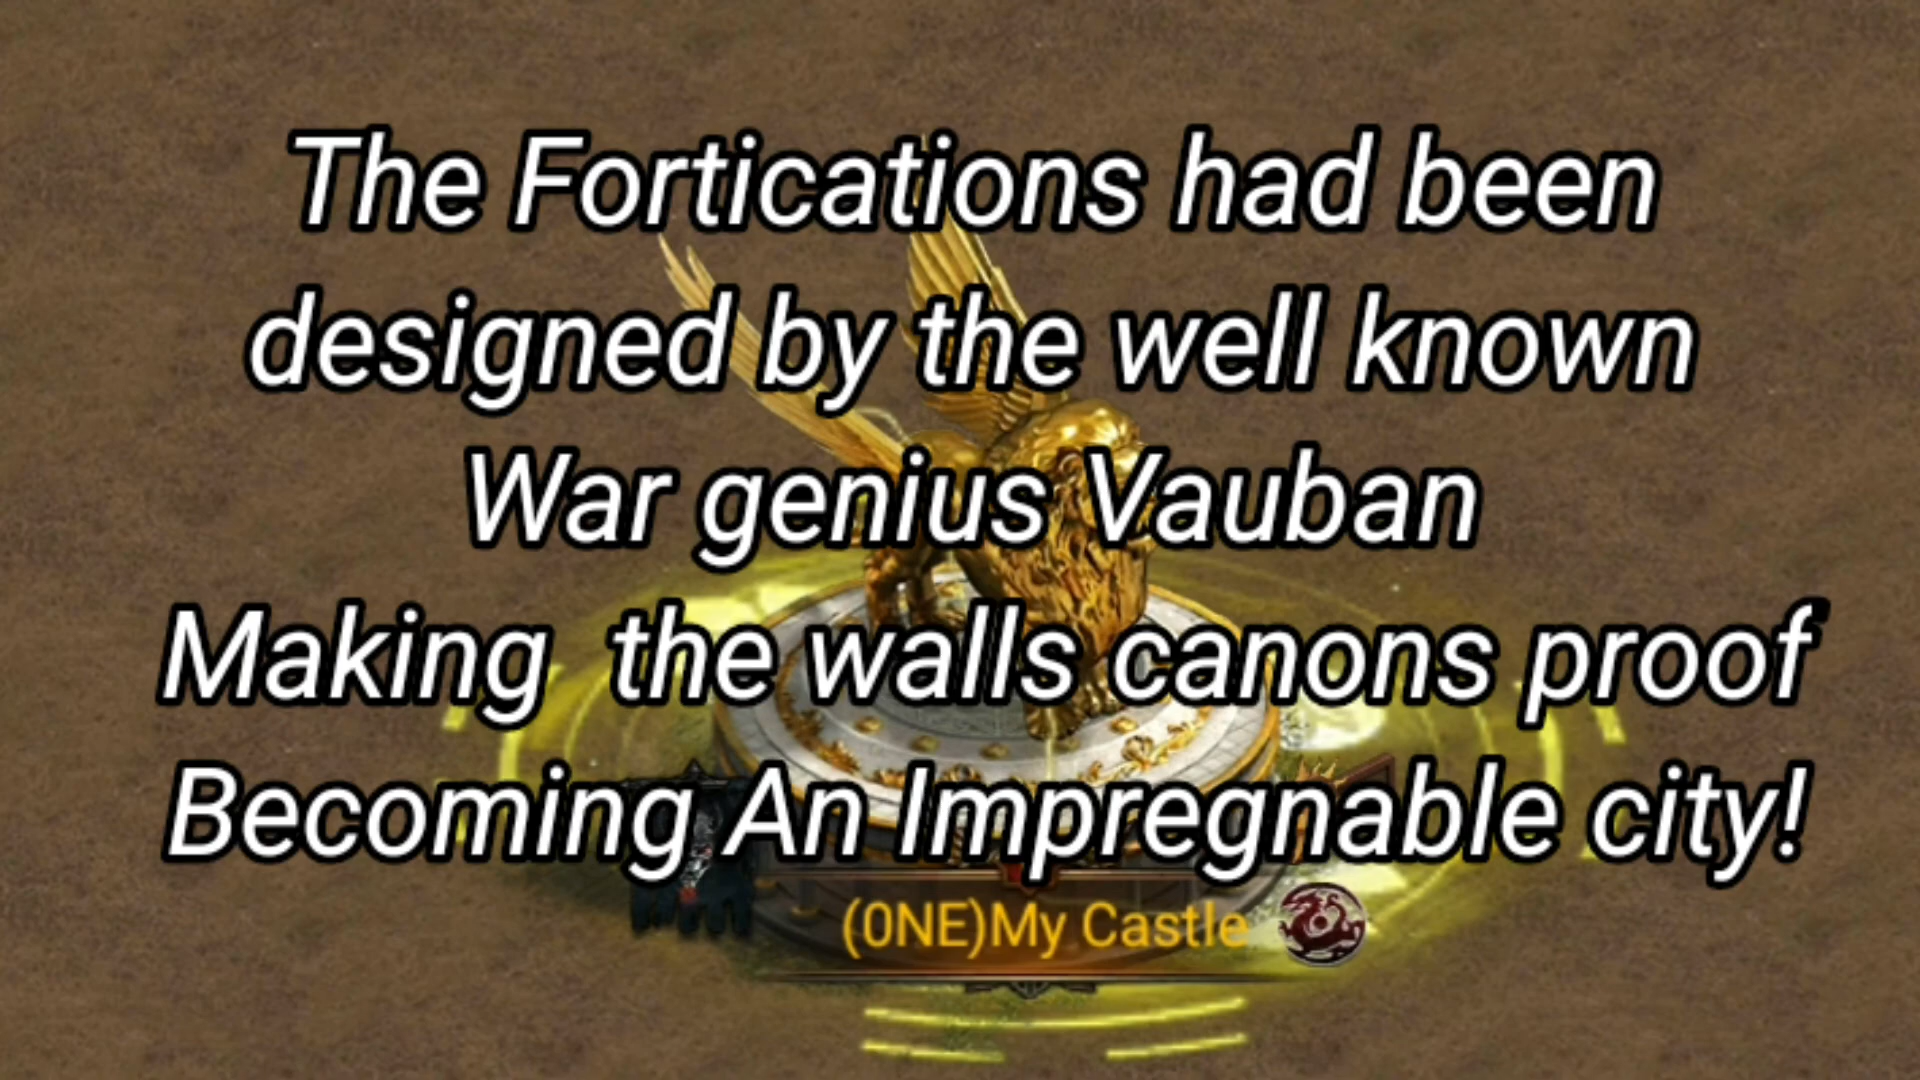 The Fortications had been
designed by the well known
War genius Vauban
Making the walls canons proof
Becoming An Impregnable city!
(0NE)My Castle